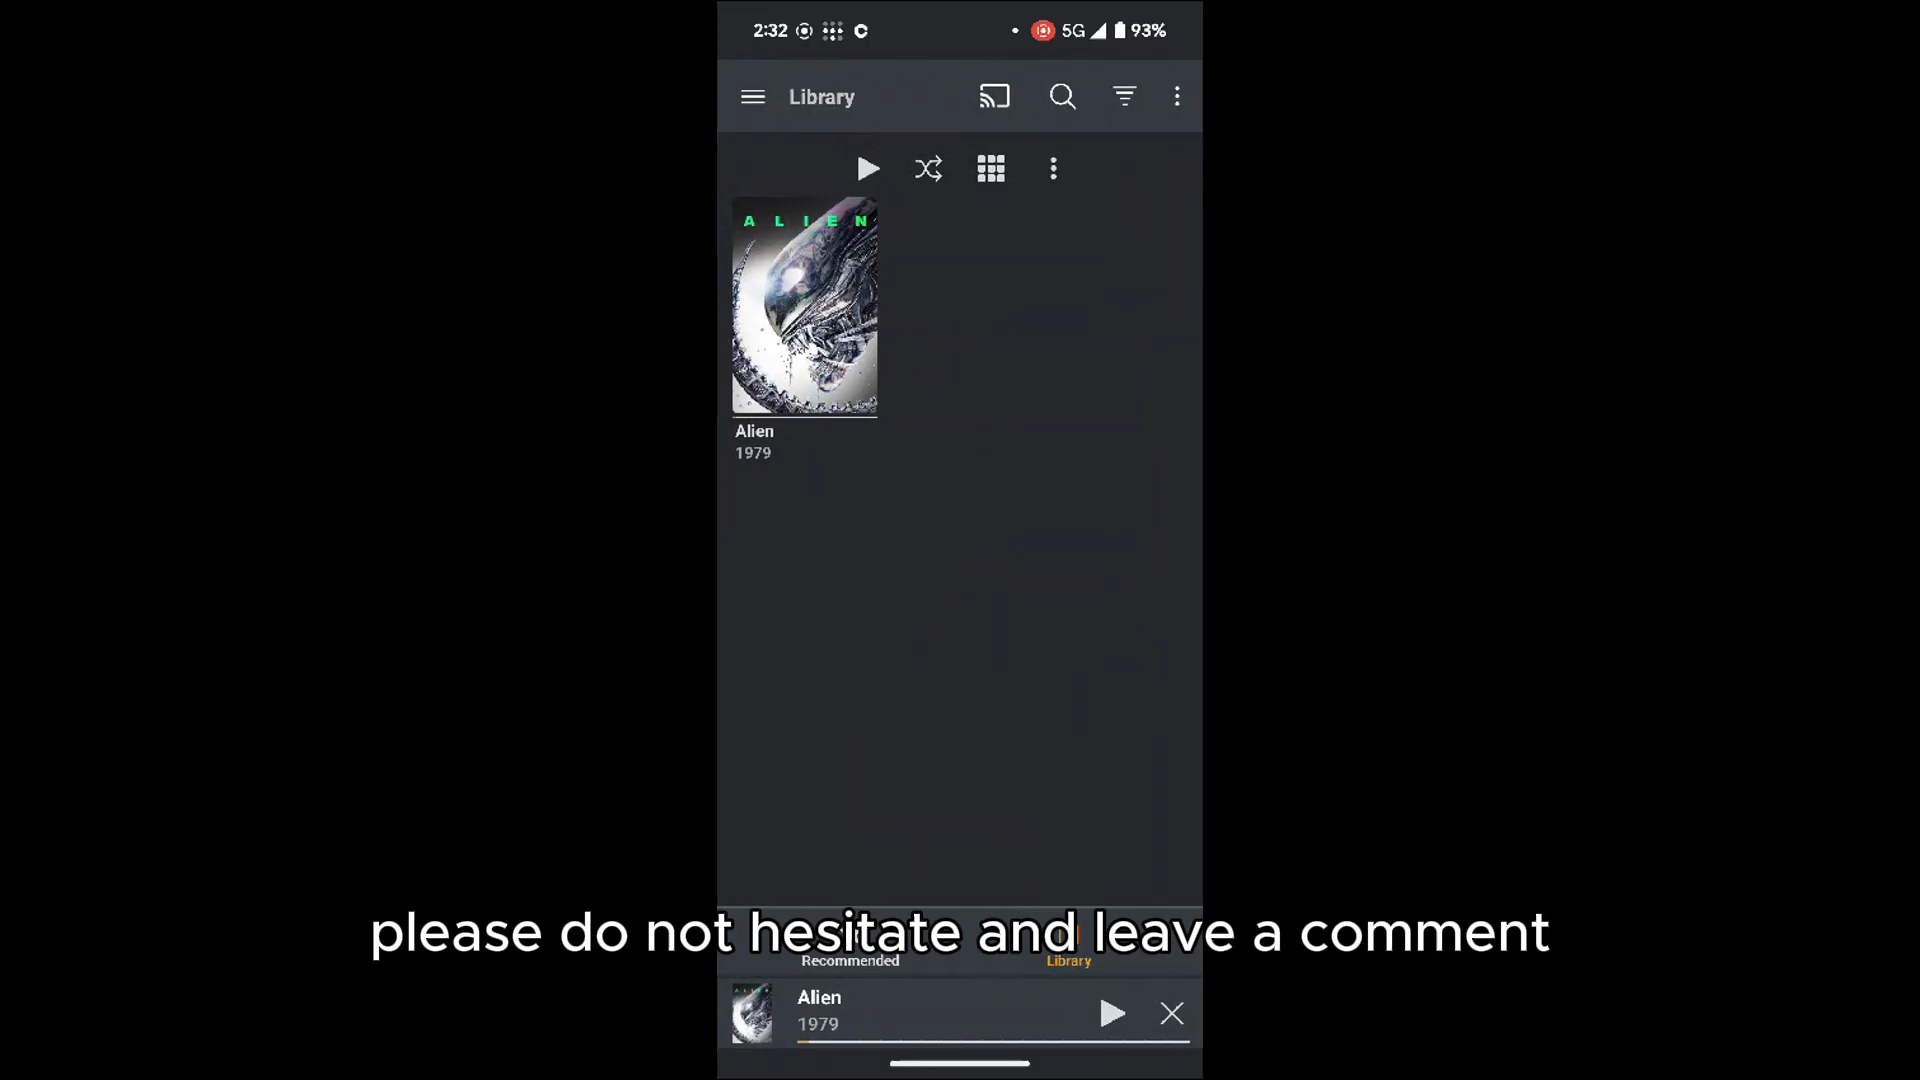 2:32 5G 93%
Library
A L I E N
Alien
1979
please do not hesitate and leave a comment
Recommended Library
Alien
1979